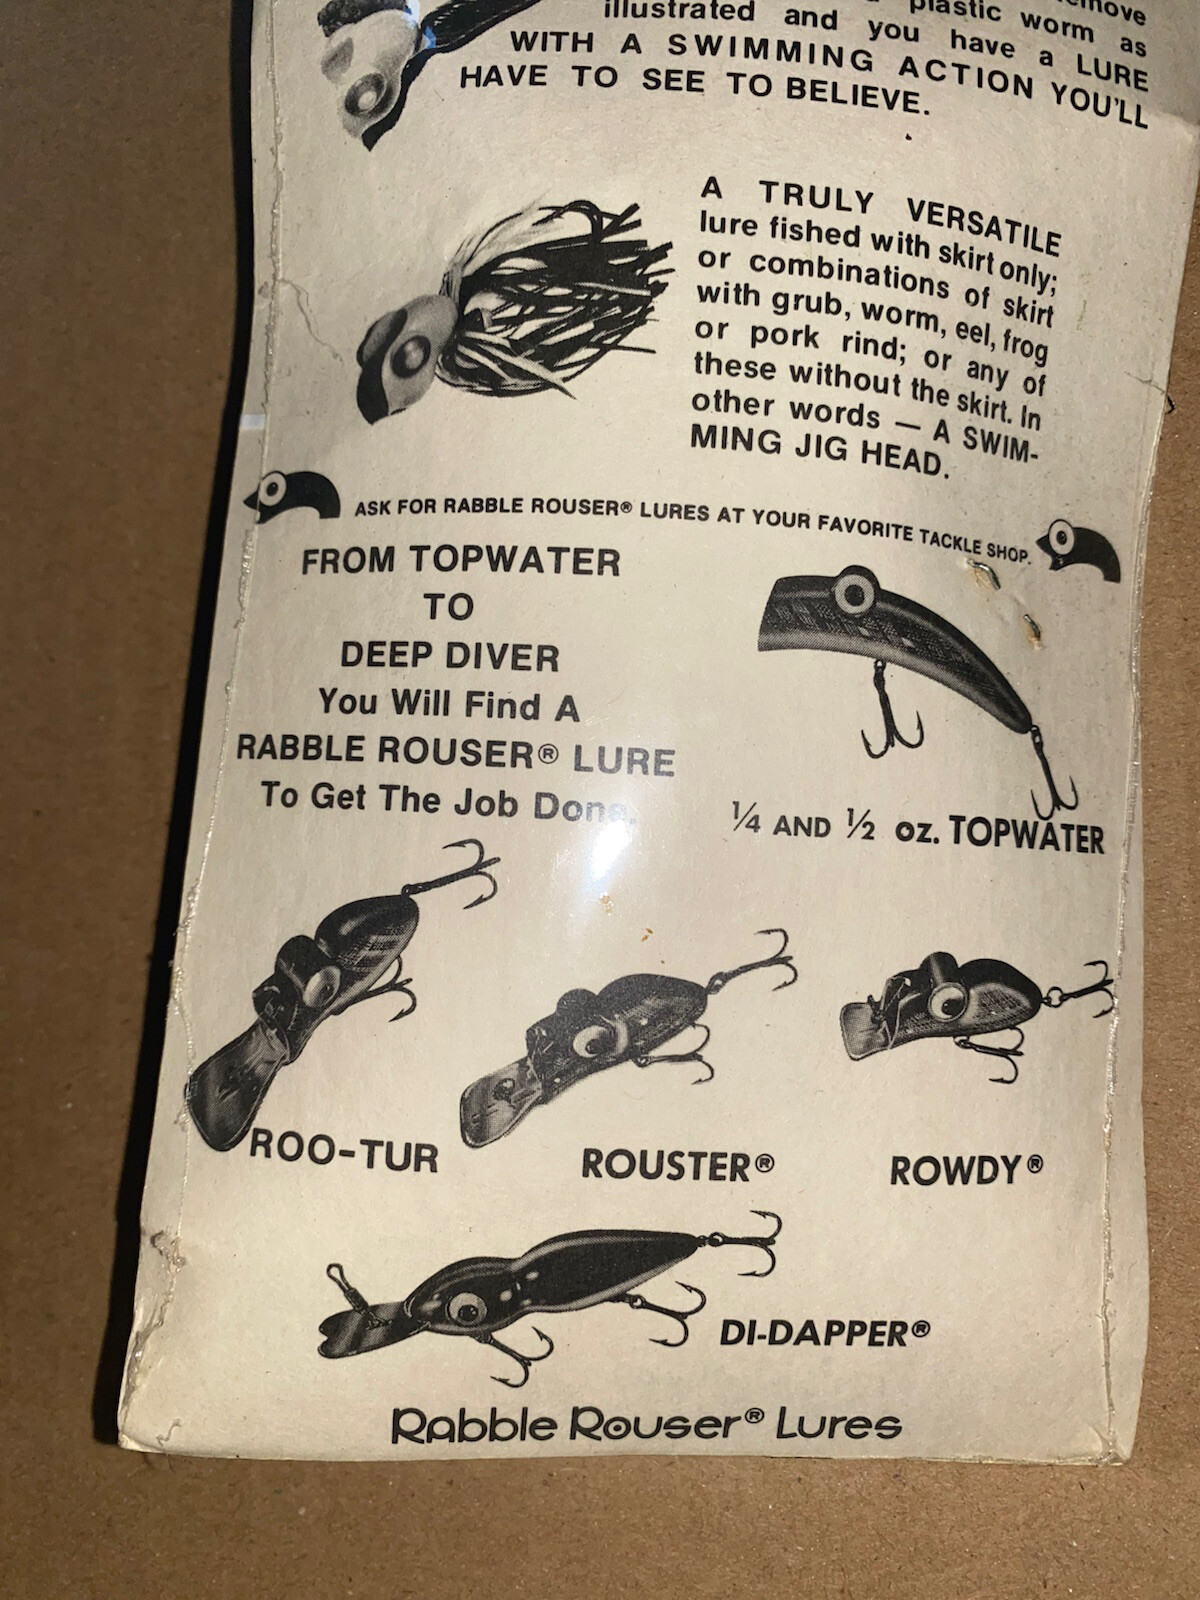 plastic worm as
illustrated and you have a LURE
WITH A SWIMMING ACTION YOU'LL
HAVE TO SEE TO BELIEVE.
A TRULY VERSATILE
lure fished with skirt only;
or combinations of skirt
with grub, worm, eel, frog
or pork rind; or any of
these without the skirt. In
other words — A SWIM-
MING JIG HEAD.
ASK FOR RABBLE ROUSER® LURES AT YOUR FAVORITE TACKLE SHOP.
FROM TOPWATER
TO
DEEP DIVER
You Will Find A
RABBLE ROUSER® LURE
To Get The Job Done.
¼ AND ½ oz. TOPWATER
ROO-TUR
ROUSTER®
ROWDY®
DI-DAPPER®
Rabble Rouser® Lures